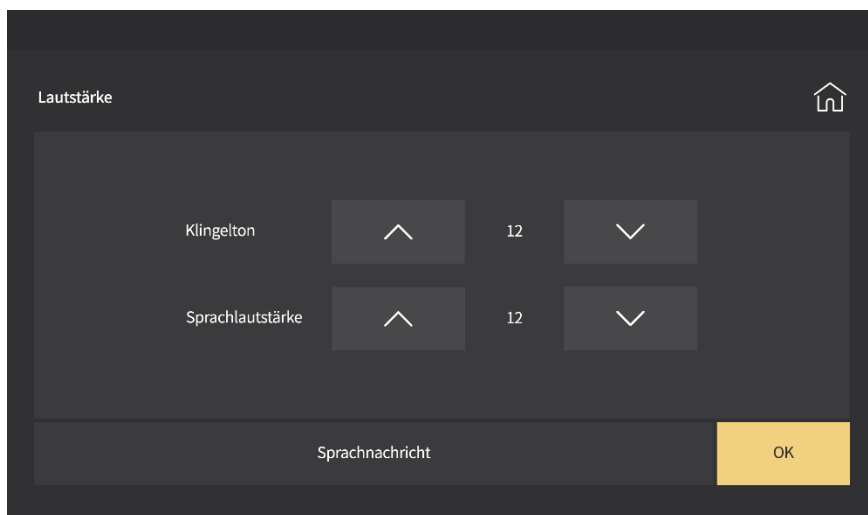 Lautstärke
Klingelton 12
Sprachlautstärke 12
Sprachnachricht OK